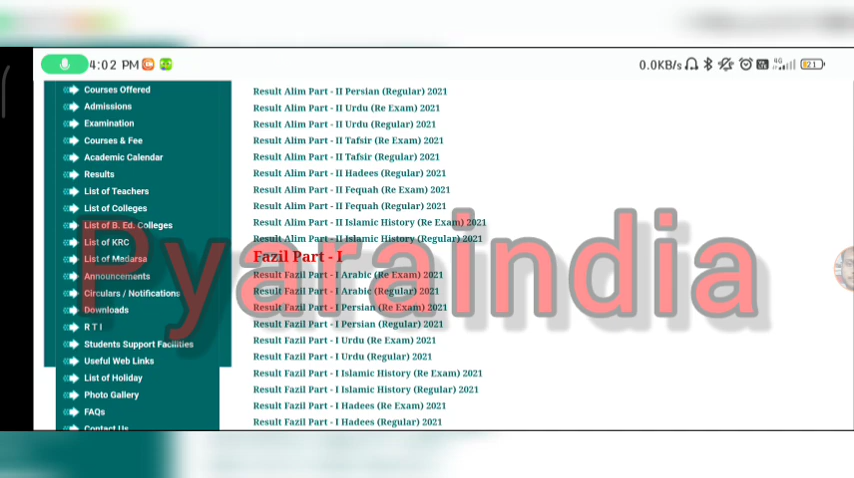 4:02 PM
0.0KB/s
4G
21
Courses Offered
Admissions
Examination
Courses & Fee
Academic Calendar
Results
List of Teachers
List of Colleges
List of B. Ed. Colleges
List of KRC
List of Madarsa
Announcements
Circulars / Notifications
Downloads
R T I
Students Support Facilities
Useful Web Links
List of Holiday
Photo Gallery
FAQs
Contact Us
Result Alim Part - II Persian (Regular) 2021
Result Alim Part - II Urdu (Re Exam) 2021
Result Alim Part - II Urdu (Regular) 2021
Result Alim Part - II Tafsir (Re Exam) 2021
Result Alim Part - II Tafsir (Regular) 2021
Result Alim Part - II Hadees (Regular) 2021
Result Alim Part - II Fequah (Re Exam) 2021
Result Alim Part - II Fequah (Regular) 2021
Result Alim Part - II Islamic History (Re Exam) 2021
Result Alim Part - II Islamic History (Regular) 2021
Fazil Part - I
Result Fazil Part - I Arabic (Re Exam) 2021
Result Fazil Part - I Arabic (Regular) 2021
Result Fazil Part - I Persian (Re Exam) 2021
Result Fazil Part - I Persian (Regular) 2021
Result Fazil Part - I Urdu (Re Exam) 2021
Result Fazil Part - I Urdu (Regular) 2021
Result Fazil Part - I Islamic History (Re Exam) 2021
Result Fazil Part - I Islamic History (Regular) 2021
Result Fazil Part - I Hadees (Re Exam) 2021
Result Fazil Part - I Hadees (Regular) 2021
Pyaraindia